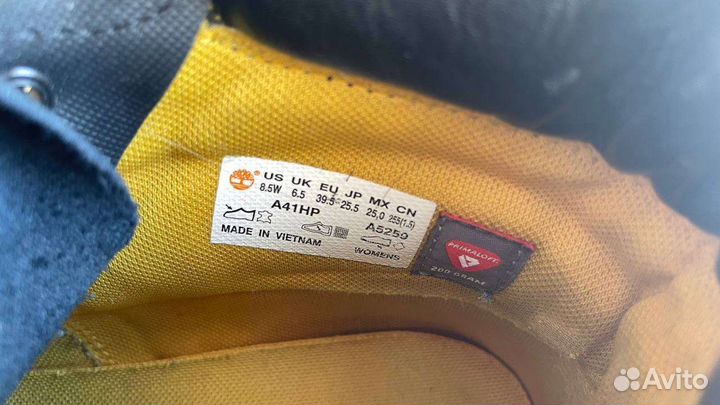 US UK EU JP MX CN
8.5W 6.5 39.5 25.5 25,0 255(1.5)
A41HP A5259
MADE IN VIETNAM WOMENS
PRIMALOFT
200 GRAM
Avito